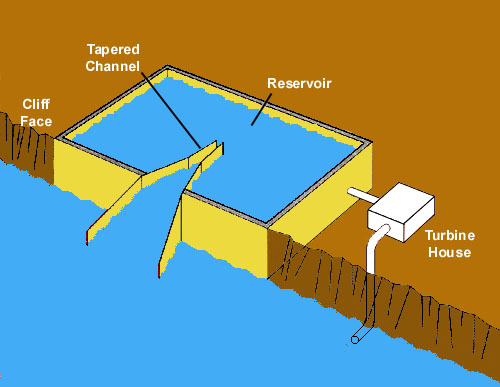 Tapered
Channel
Reservoir
Cliff
Face
Turbine
House